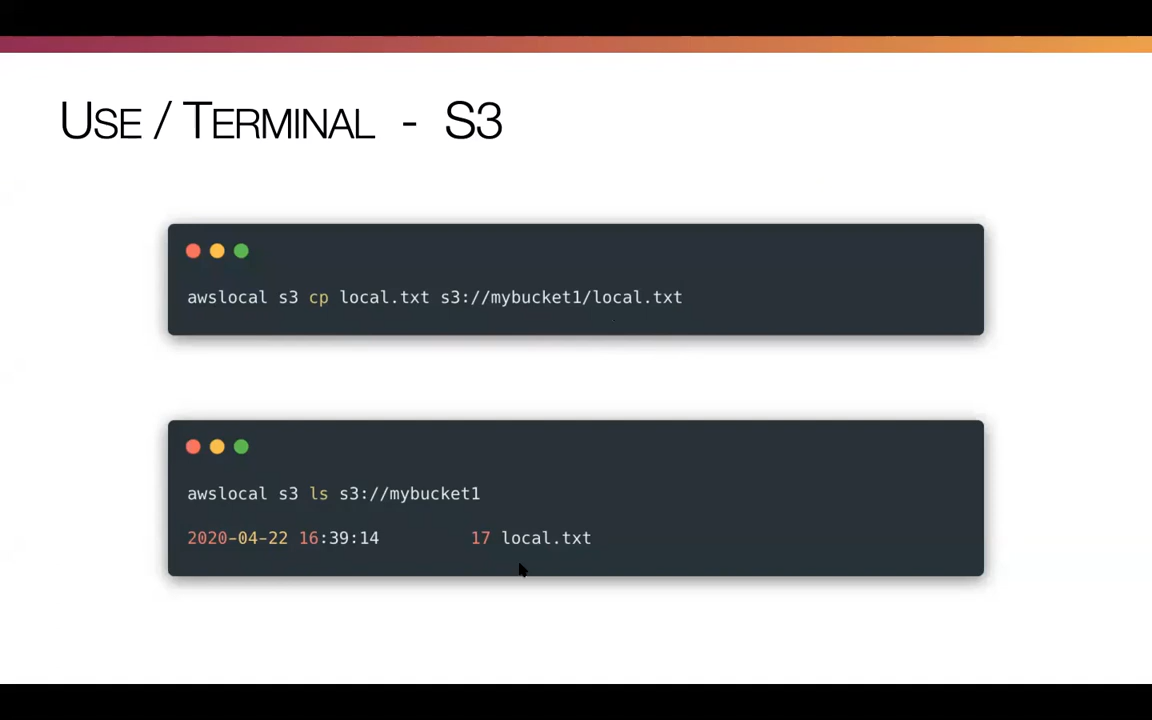 USE / TERMINAL - S3
awslocal s3 cp local.txt s3://mybucket1/local.txt
awslocal s3 ls s3://mybucket1
2020-04-22 16:39:14 17 local.txt